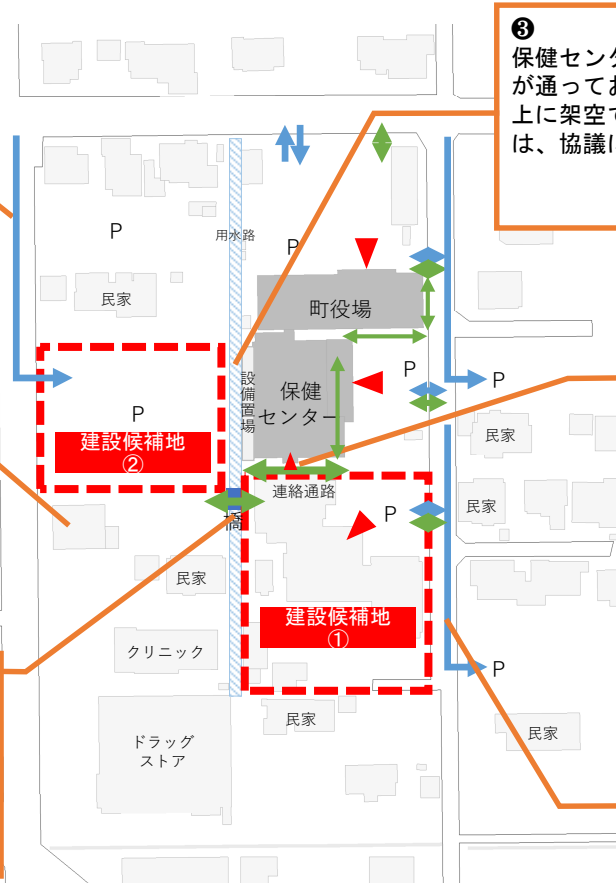 ❸
保健センタ
が通ってお
上に架空で
は、協議に
P
用水路
P
民家
町役場
P
設備置場
保健
センター
P
P
建設候補地
②
民家
連絡通路
P
民家
橋
民家
建設候補地
①
クリニック
P
民家
ドラッグ
ストア
民家